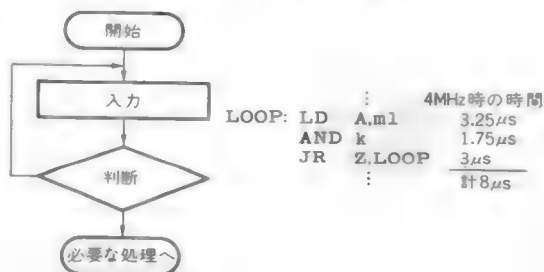 開始
入力
判断
必要な処理へ
⋮ 4MHz時の時間
LOOP: LD A,m1 3.25μs
AND k 1.75μs
JR Z,LOOP 3μs
⋮ 計8μs